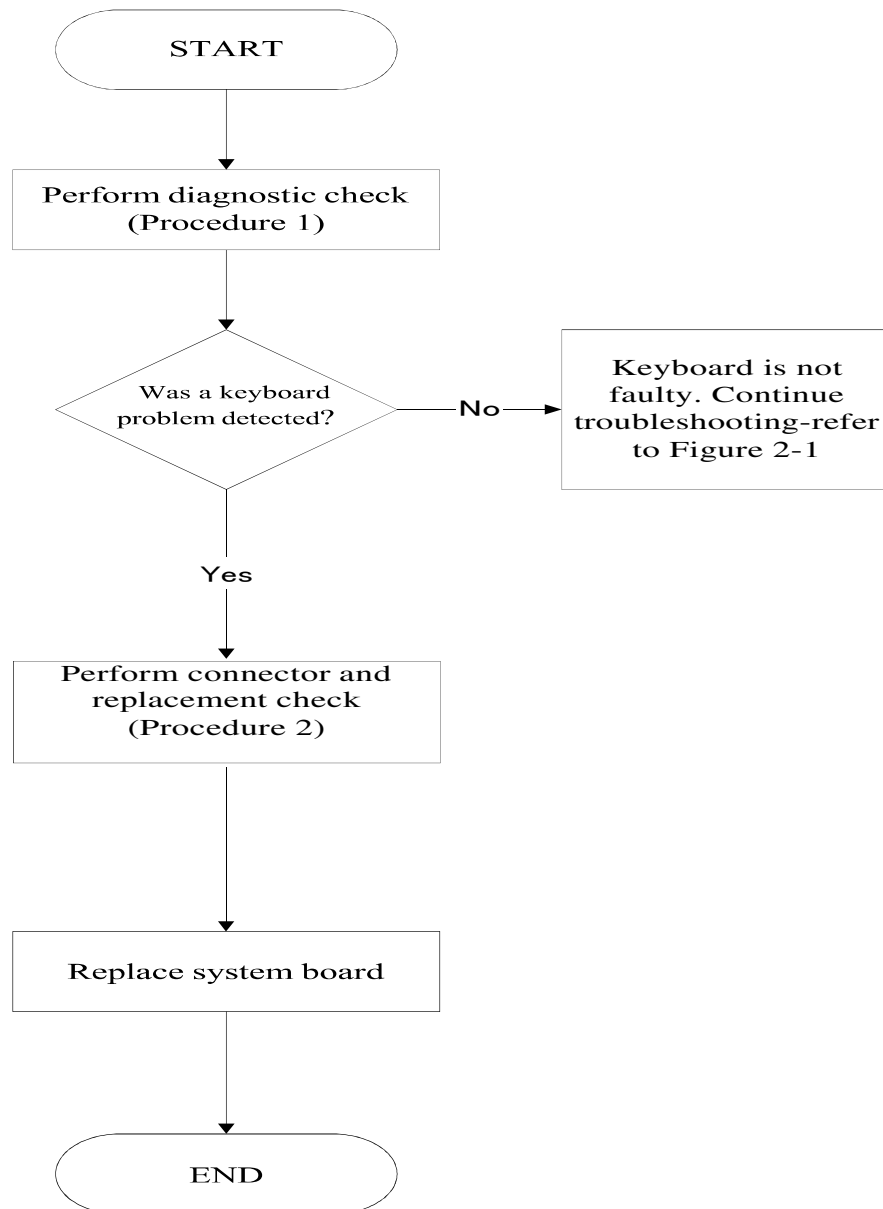 START
Perform diagnostic check
(Procedure 1)
Was a keyboard
problem detected?
No
Keyboard is not
faulty. Continue
troubleshooting-refer
to Figure 2-1
Yes
Perform connector and
replacement check
(Procedure 2)
Replace system board
END